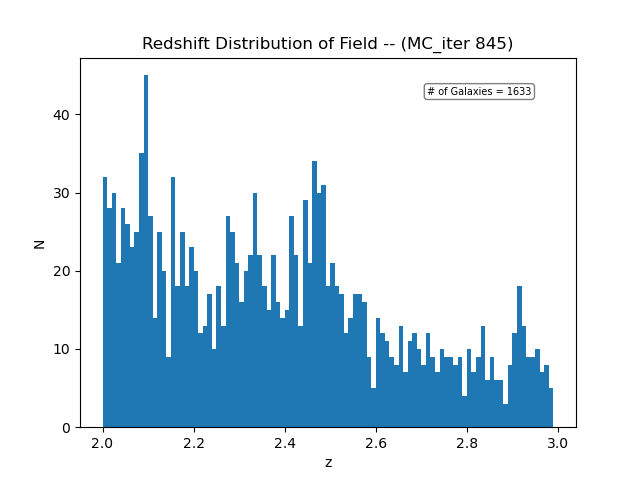 Redshift Distribution of Field -- (MC_iter 845)
# of Galaxies = 1633
N
40
30
20
10
0
2.0 2.2 2.4 2.6 2.8 3.0
z